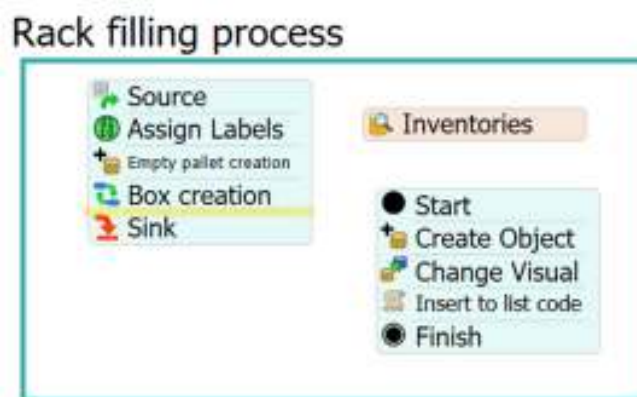 Rack filling process
Source
Assign Labels
Empty pallet creation
Box creation
Sink
Inventories
Start
Create Object
Change Visual
Insert to list code
Finish